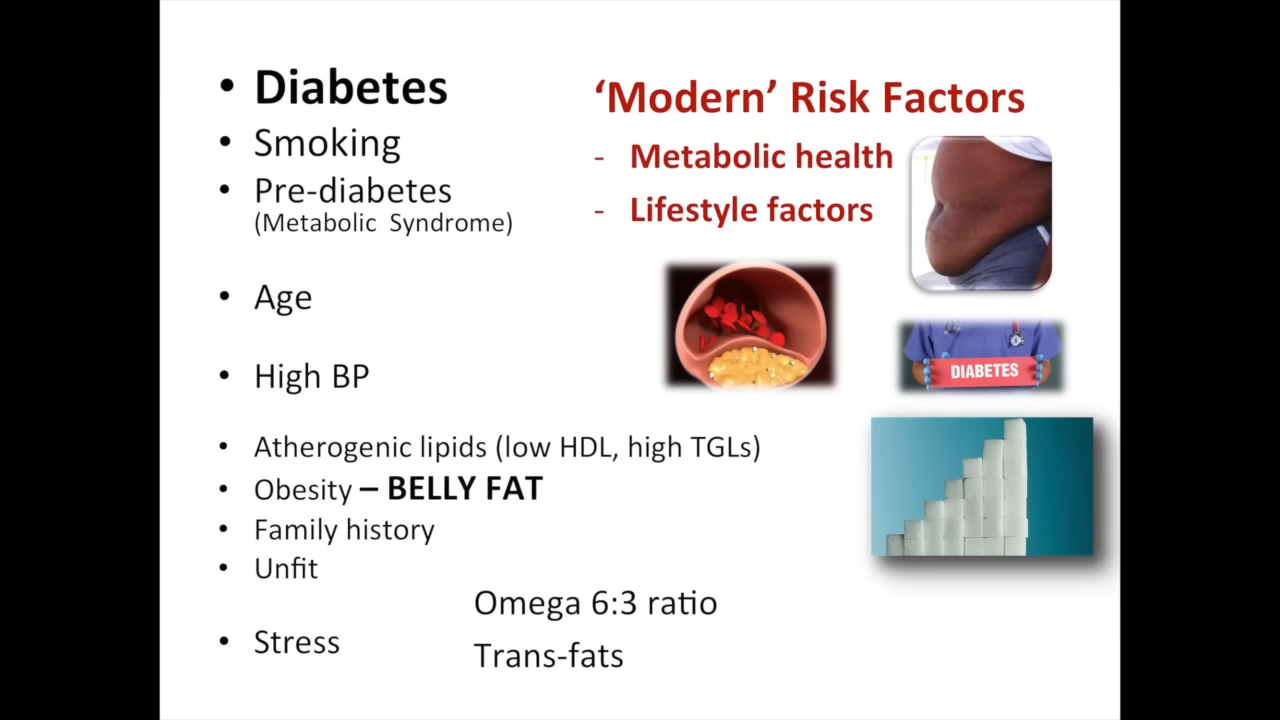 • Diabetes
• Smoking
• Pre-diabetes
(Metabolic Syndrome)
• Age
• High BP
• Atherogenic lipids (low HDL, high TGLs)
• Obesity – BELLY FAT
• Family history
• Unfit
• Stress
Omega 6:3 ratio
Trans-fats
‘Modern’ Risk Factors
- Metabolic health
- Lifestyle factors
DIABETES